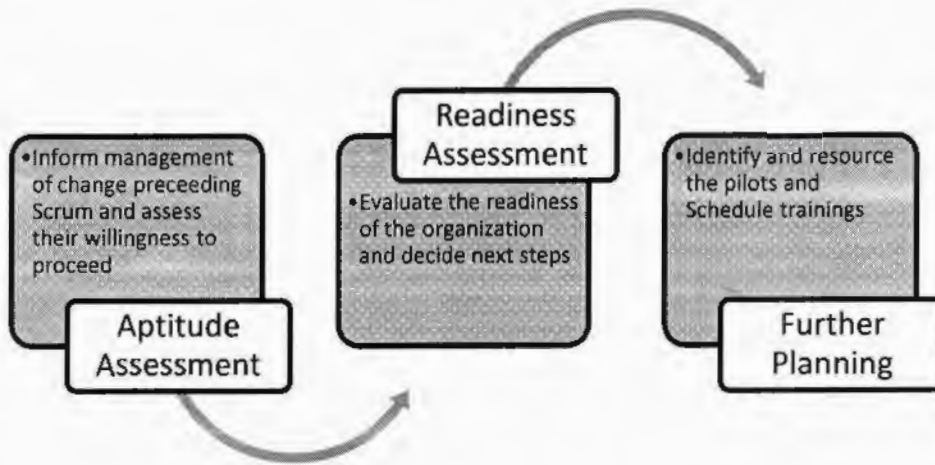 •Inform management
of change preceeding
Scrum and assess
their willingness to
proceed
Aptitude
Assessment
Readiness
Assessment
•Evaluate the readiness
of the organization
and decide next steps
•Identify and resource
the pilots and
Schedule trainings
Further
Planning